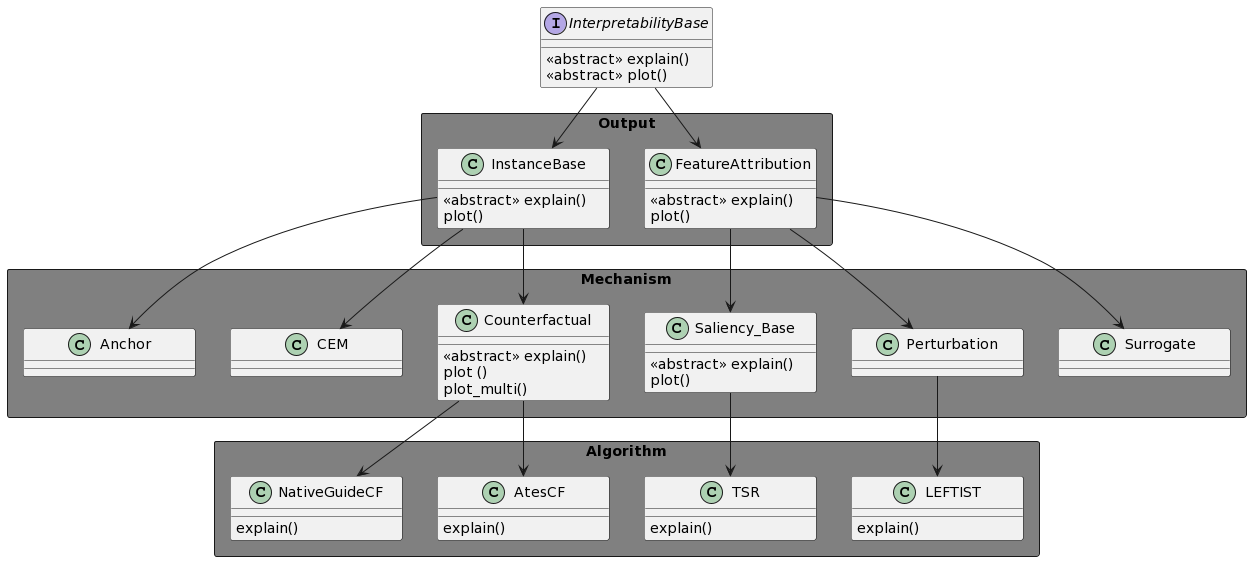 I InterpretabilityBase
«abstract» explain()
«abstract» plot()
Output
C InstanceBase
«abstract» explain()
plot()
C FeatureAttribution
«abstract» explain()
plot()
Mechanism
C Anchor
C CEM
C Counterfactual
«abstract» explain()
plot ()
plot_multi()
C Saliency_Base
«abstract» explain()
plot()
C Perturbation
C Surrogate
Algorithm
C NativeGuideCF
explain()
C AtesCF
explain()
C TSR
explain()
C LEFTIST
explain()